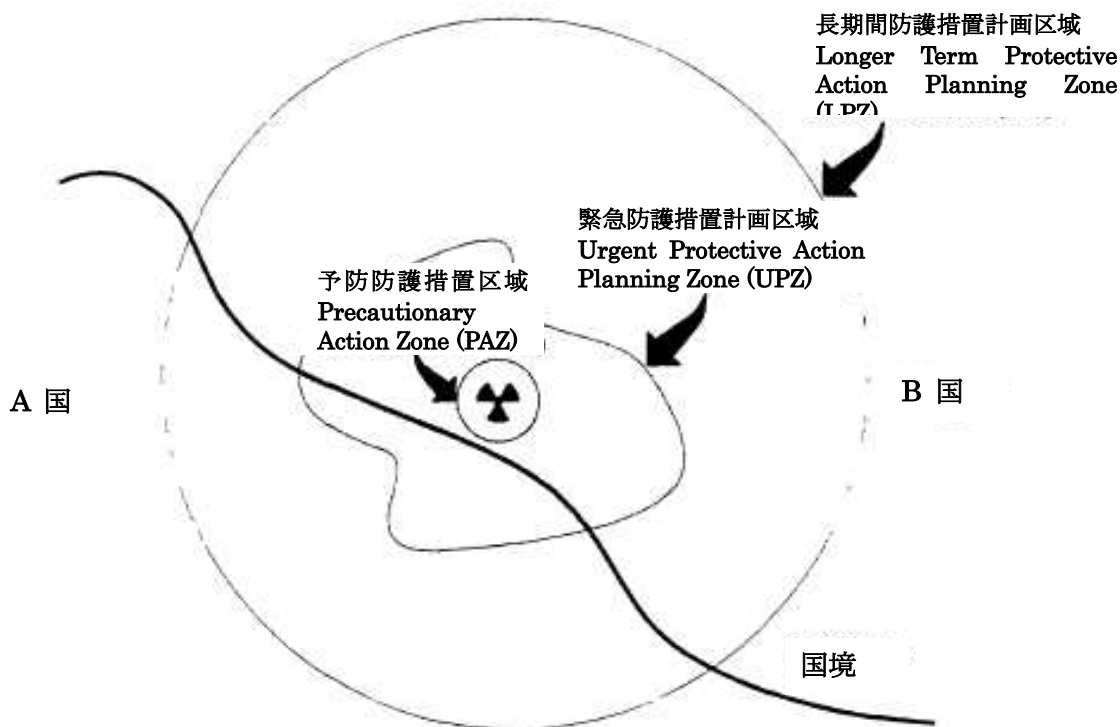 長期間防護措置計画区域
Longer Term Protective
Action Planning Zone
(LPZ)
緊急防護措置計画区域
Urgent Protective Action
Planning Zone (UPZ)
予防防護措置区域
Precautionary
Action Zone (PAZ)
A 国
B 国
国境